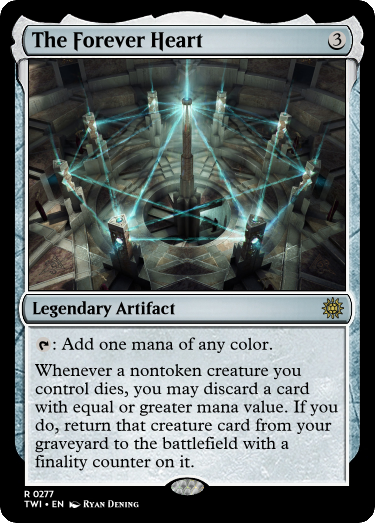 The Forever Heart 3
Legendary Artifact
: Add one mana of any color.
Whenever a nontoken creature you
control dies, you may discard a card
with equal or greater mana value. If you
do, return that creature card from your
graveyard to the battlefield with a
finality counter on it.
R 0277
TWI • EN Ryan Dening